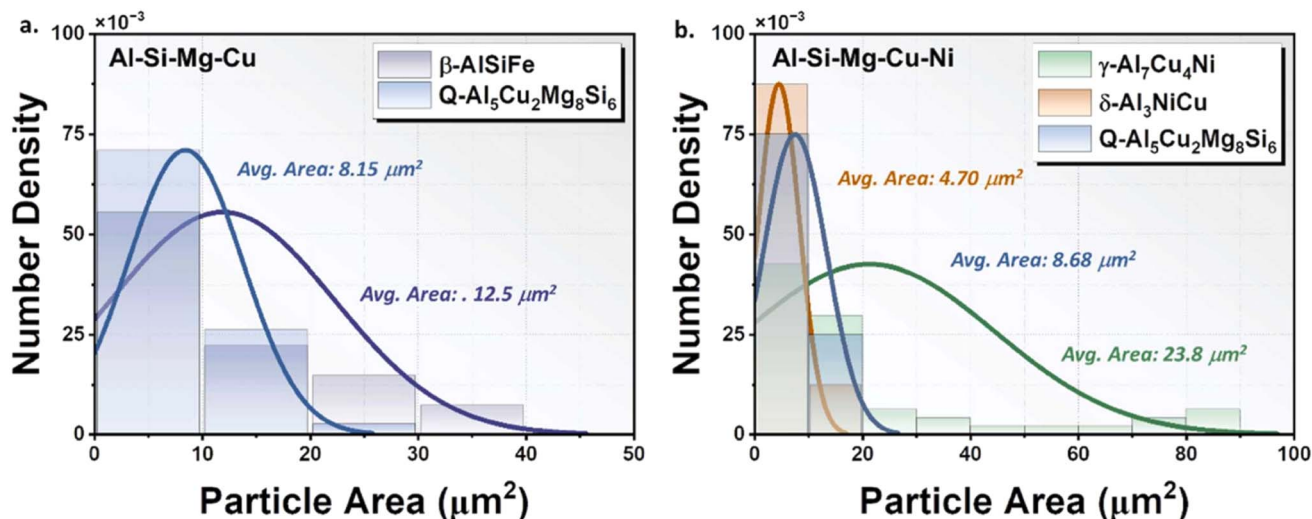 a.
×10⁻³
100
75
50
25
0
Number Density
Al-Si-Mg-Cu
β-AlSiFe
Q-Al₅Cu₂Mg₈Si₆
Avg. Area: 8.15 μm²
Avg. Area: . 12.5 μm²
0 10 20 30 40 50
Particle Area (μm²)
b.
×10⁻³
100
75
50
25
0
Number Density
Al-Si-Mg-Cu-Ni
γ-Al₇Cu₄Ni
δ-Al₃NiCu
Q-Al₅Cu₂Mg₈Si₆
Avg. Area: 4.70 μm²
Avg. Area: 8.68 μm²
Avg. Area: 23.8 μm²
0 20 40 60 80 100
Particle Area (μm²)